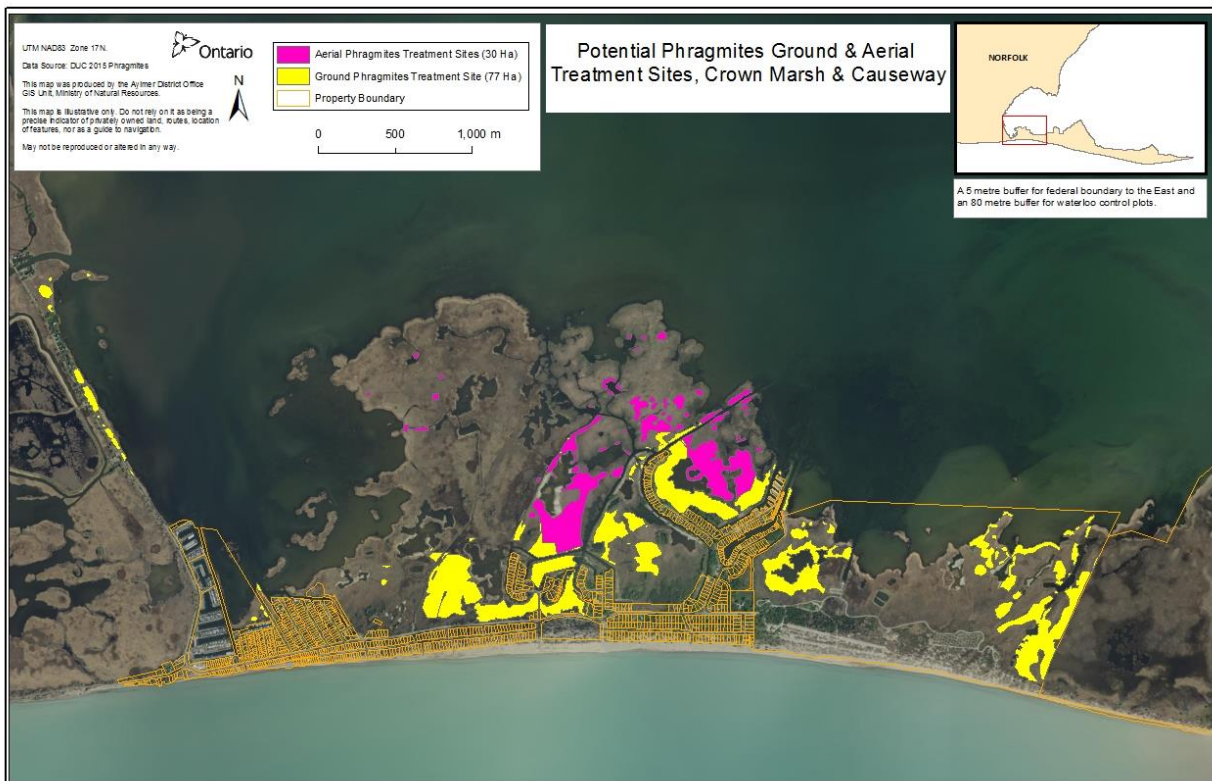 UTM NAD83 Zone 17N.
Data Source: DUC 2015 Phragmites
This map was produced by the Aylmer District Office
GIS Unit, Ministry of Natural Resources.
This map is illustrative only. Do not rely on it as being a
precise indicator of privately owned land, routes, location
of features, nor as a guide to navigation.
May not be reproduced or altered in any way.
Ontario
N
Aerial Phragmites Treatment Sites (30 Ha)
Ground Phragmites Treatment Site (77 Ha)
Property Boundary
0 500 1,000 m
Potential Phragmites Ground & Aerial
Treatment Sites, Crown Marsh & Causeway
NORFOLK
A 5 metre buffer for federal boundary to the East and
an 80 metre buffer for waterloo control plots.